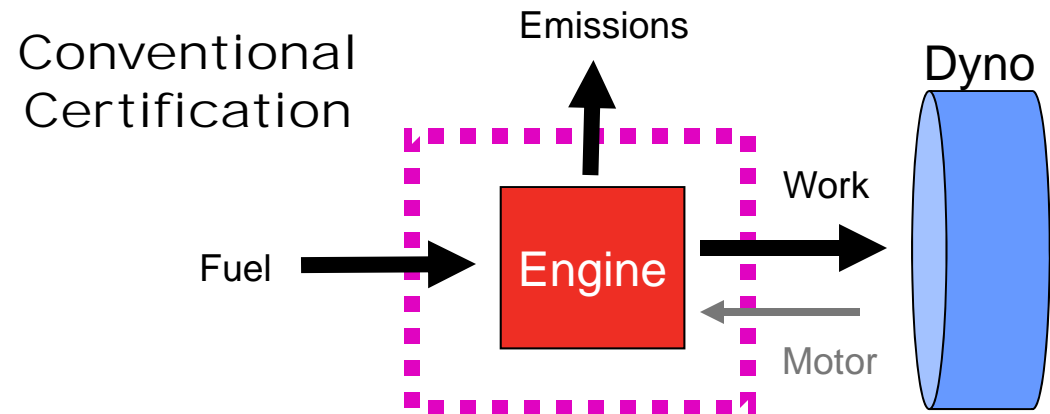 Conventional
Certification
Emissions
Dyno
Work
Fuel
Engine
Motor